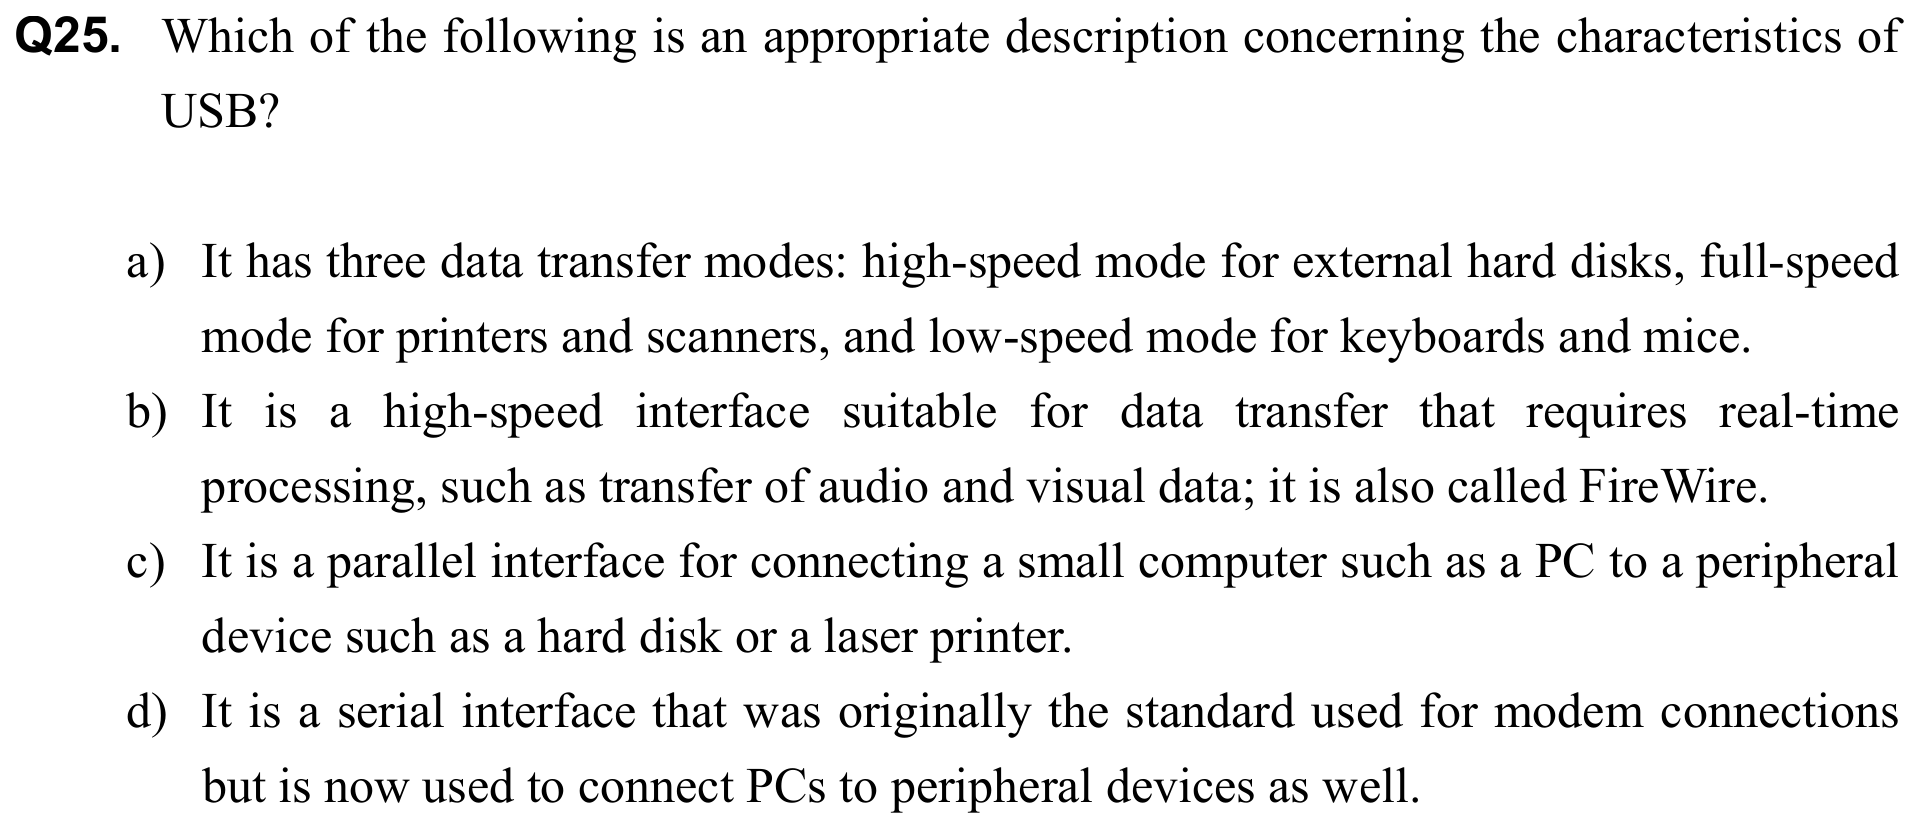 Q25. Which of the following is an appropriate description concerning the characteristics of
USB?
a) It has three data transfer modes: high-speed mode for external hard disks, full-speed
mode for printers and scanners, and low-speed mode for keyboards and mice.
b) It is a high-speed interface suitable for data transfer that requires real-time
processing, such as transfer of audio and visual data; it is also called FireWire.
c) It is a parallel interface for connecting a small computer such as a PC to a peripheral
device such as a hard disk or a laser printer.
d) It is a serial interface that was originally the standard used for modem connections
but is now used to connect PCs to peripheral devices as well.